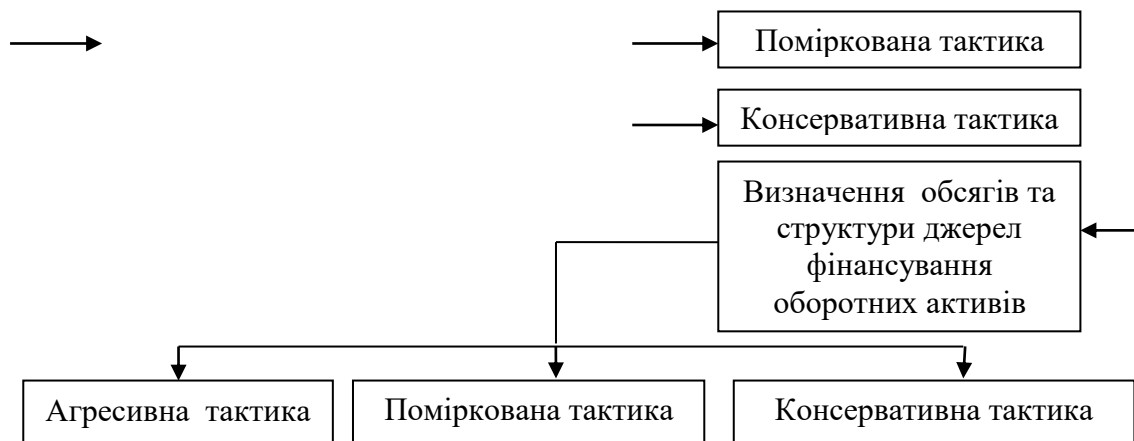 Поміркована тактика
Консервативна тактика
Визначення обсягів та
структури джерел
фінансування
оборотних активів
Агресивна тактика
Поміркована тактика
Консервативна тактика